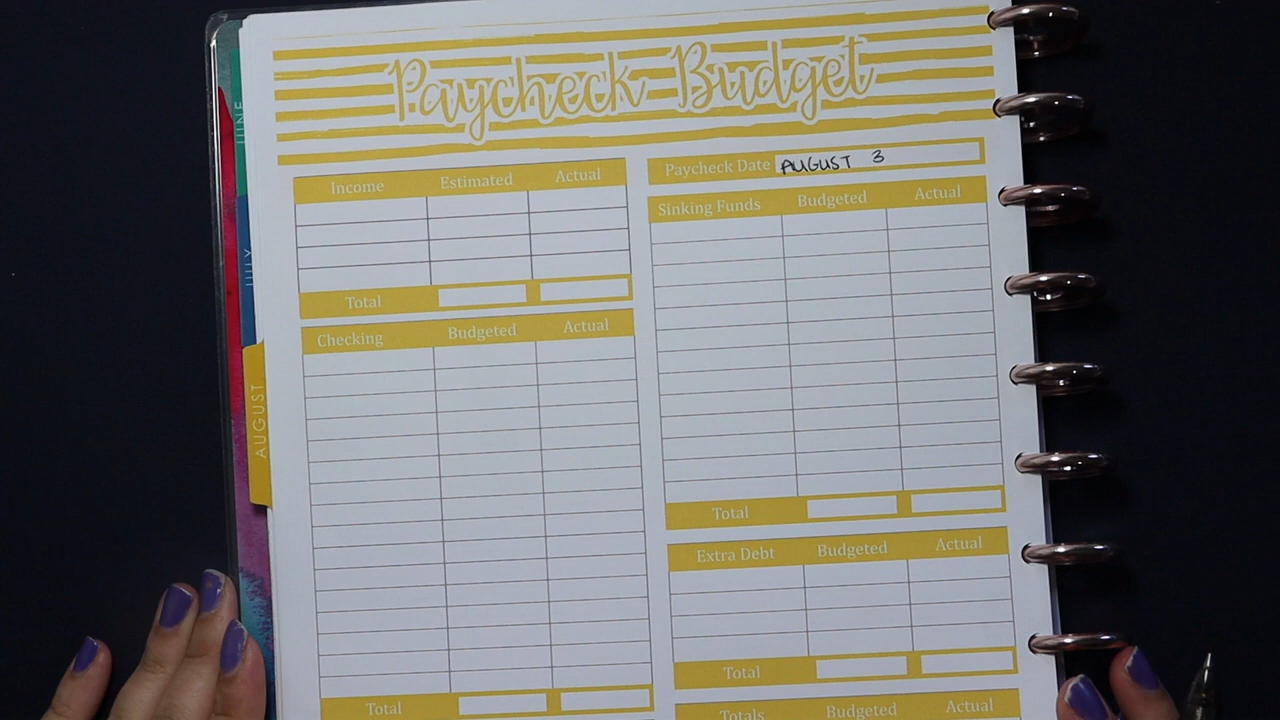 Paycheck Budget
JUNE
JULY
AUGUST
Income Estimated Actual
Total
Checking Budgeted Actual
Total
Paycheck Date AUGUST 3
Sinking Funds Budgeted Actual
Total
Extra Debt Budgeted Actual
Total
Totals Budgeted Actual